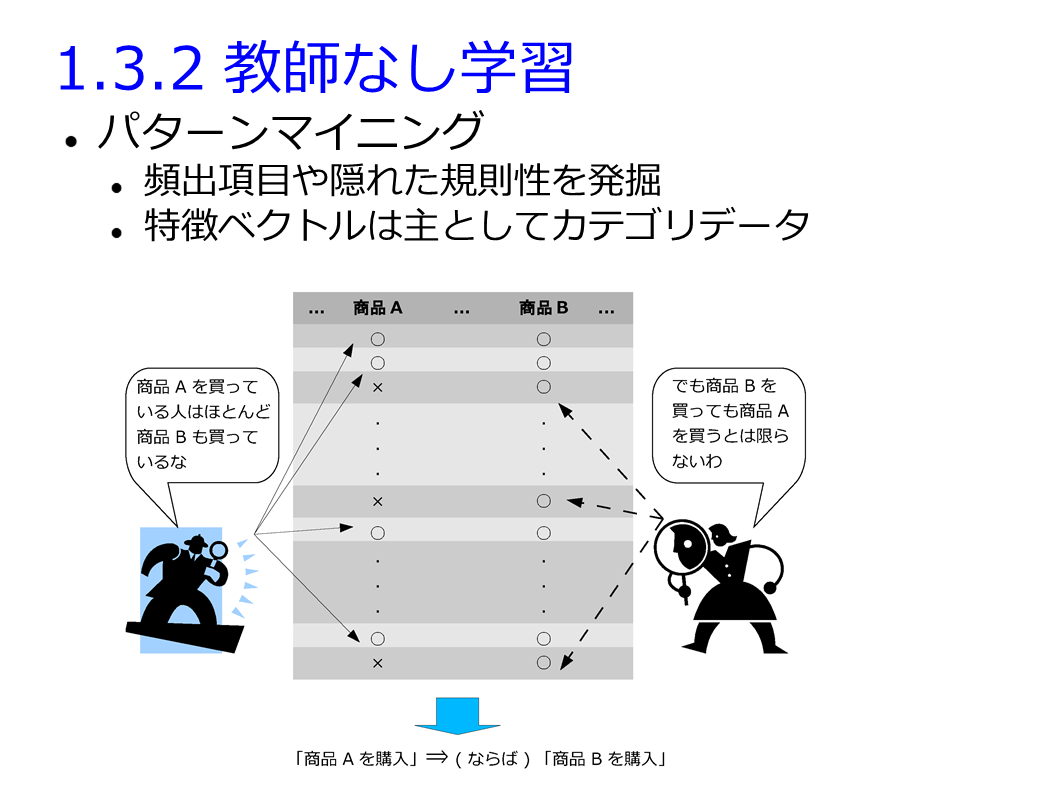 1.3.2 教師なし学習
● パターンマイニング
● 頻出項目や隠れた規則性を発掘
● 特徴ベクトルは主としてカテゴリデータ
… 商品 A … 商品 B …
○ ○
○ ○
× ○
. .
. .
. .
× ○
○ ○
. .
. .
. .
○ ○
× ○
商品 A を買って
いる人はほとんど
商品 B も買って
いるな
でも商品 B を
買っても商品 A
を買うとは限ら
ないわ
「商品 A を購入」⇒ ( ならば ) 「商品 B を購入」